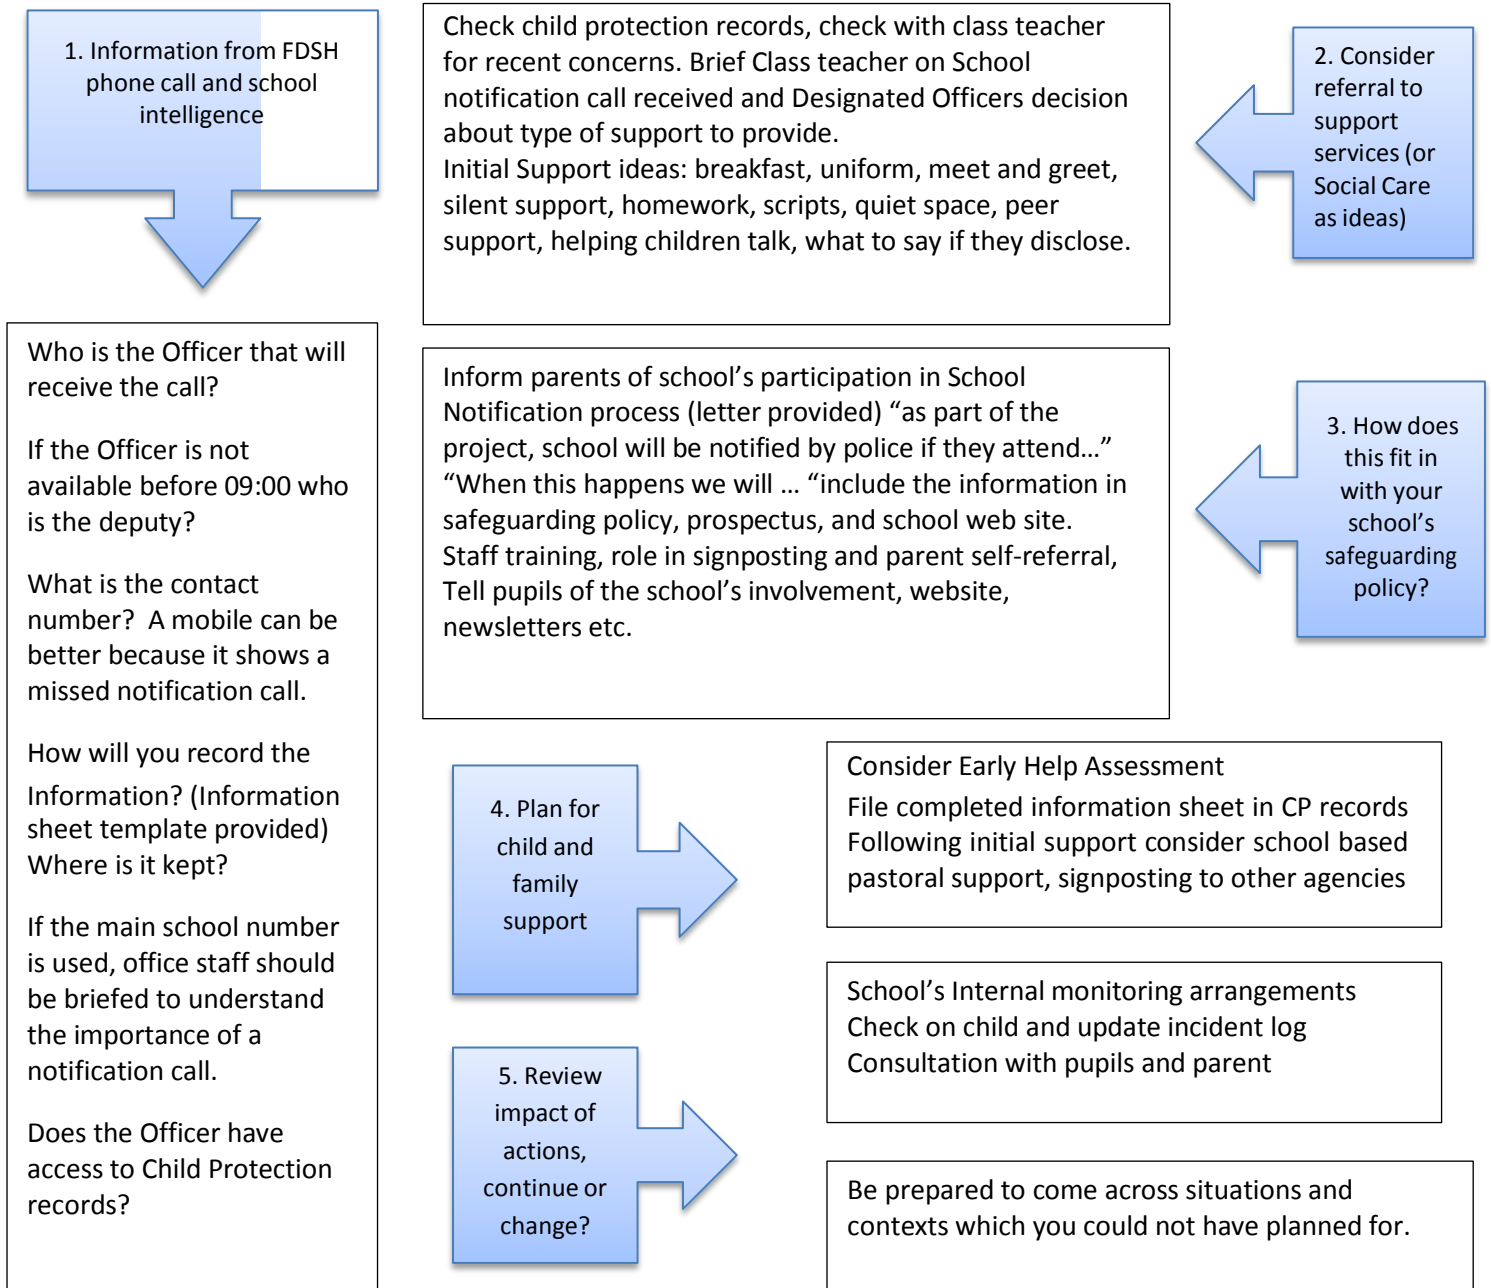 1. Information from FDSH
phone call and school
intelligence
Who is the Officer that will
receive the call?
If the Officer is not
available before 09:00 who
is the deputy?
What is the contact
number?  A mobile can be
better because it shows a
missed notification call.
How will you record the
Information? (Information
sheet template provided)
Where is it kept?
If the main school number
is used, office staff should
be briefed to understand
the importance of a
notification call.
Does the Officer have
access to Child Protection
records?
2. Consider
referral to
support
services (or
Social Care
as ideas)
Check child protection records, check with class teacher
for recent concerns. Brief Class teacher on School
notification call received and Designated Officers decision
about type of support to provide.
Initial Support ideas: breakfast, uniform, meet and greet,
silent support, homework, scripts, quiet space, peer
support, helping children talk, what to say if they disclose.
3. How does
this fit in
with your
school’s
safeguarding
policy?
Inform parents of school’s participation in School
Notification process (letter provided) “as part of the
project, school will be notified by police if they attend…”
“When this happens we will … “include the information in
safeguarding policy, prospectus, and school web site.
Staff training, role in signposting and parent self-referral,
Tell pupils of the school’s involvement, website,
newsletters etc.
4. Plan for
child and
family
support
Consider Early Help Assessment
File completed information sheet in CP records
Following initial support consider school based
pastoral support, signposting to other agencies
5. Review
impact of
actions,
continue or
change?
School’s Internal monitoring arrangements
Check on child and update incident log
Consultation with pupils and parent
Be prepared to come across situations and
contexts which you could not have planned for.